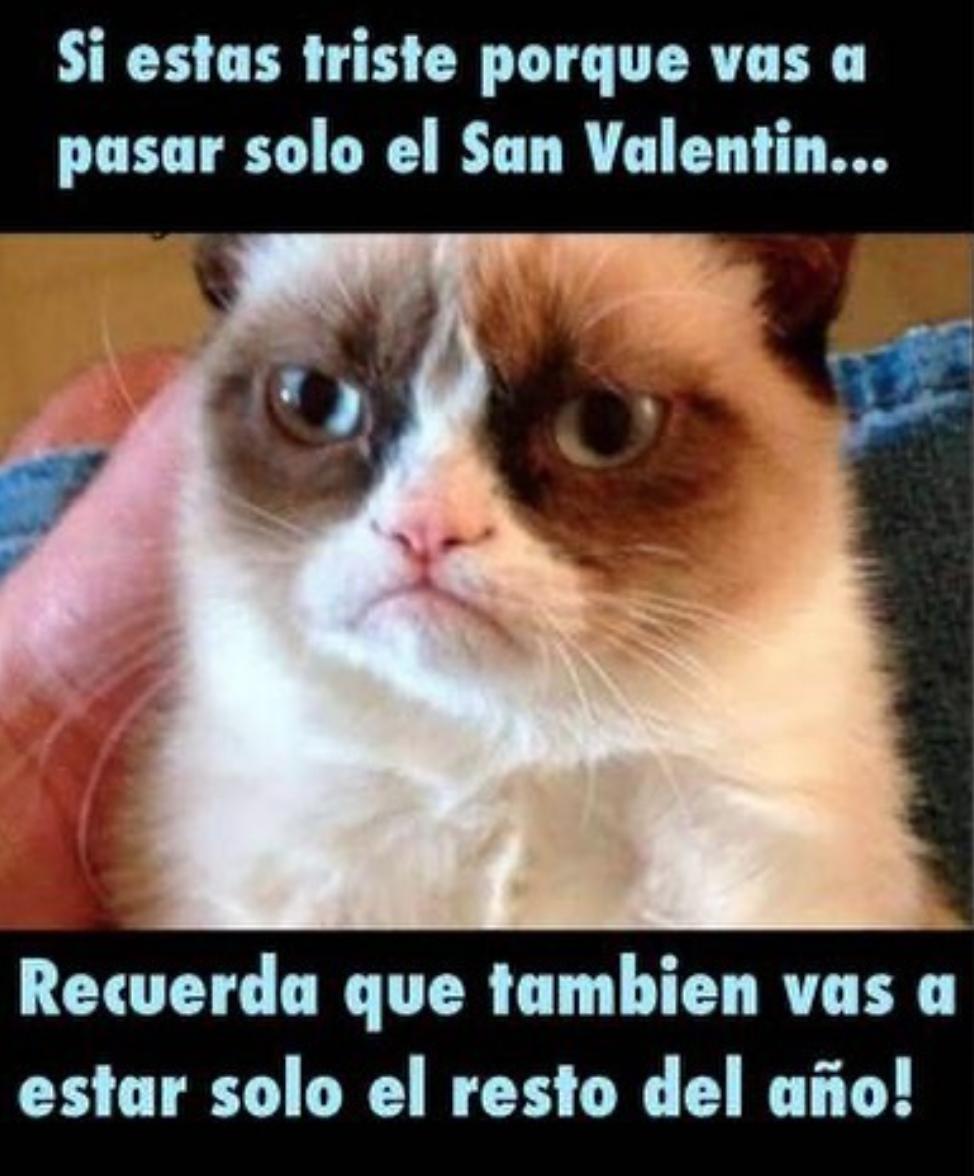 Si estas triste porque vas a
pasar solo el San Valentin...
Recuerda que tambien vas a
estar solo el resto del año!